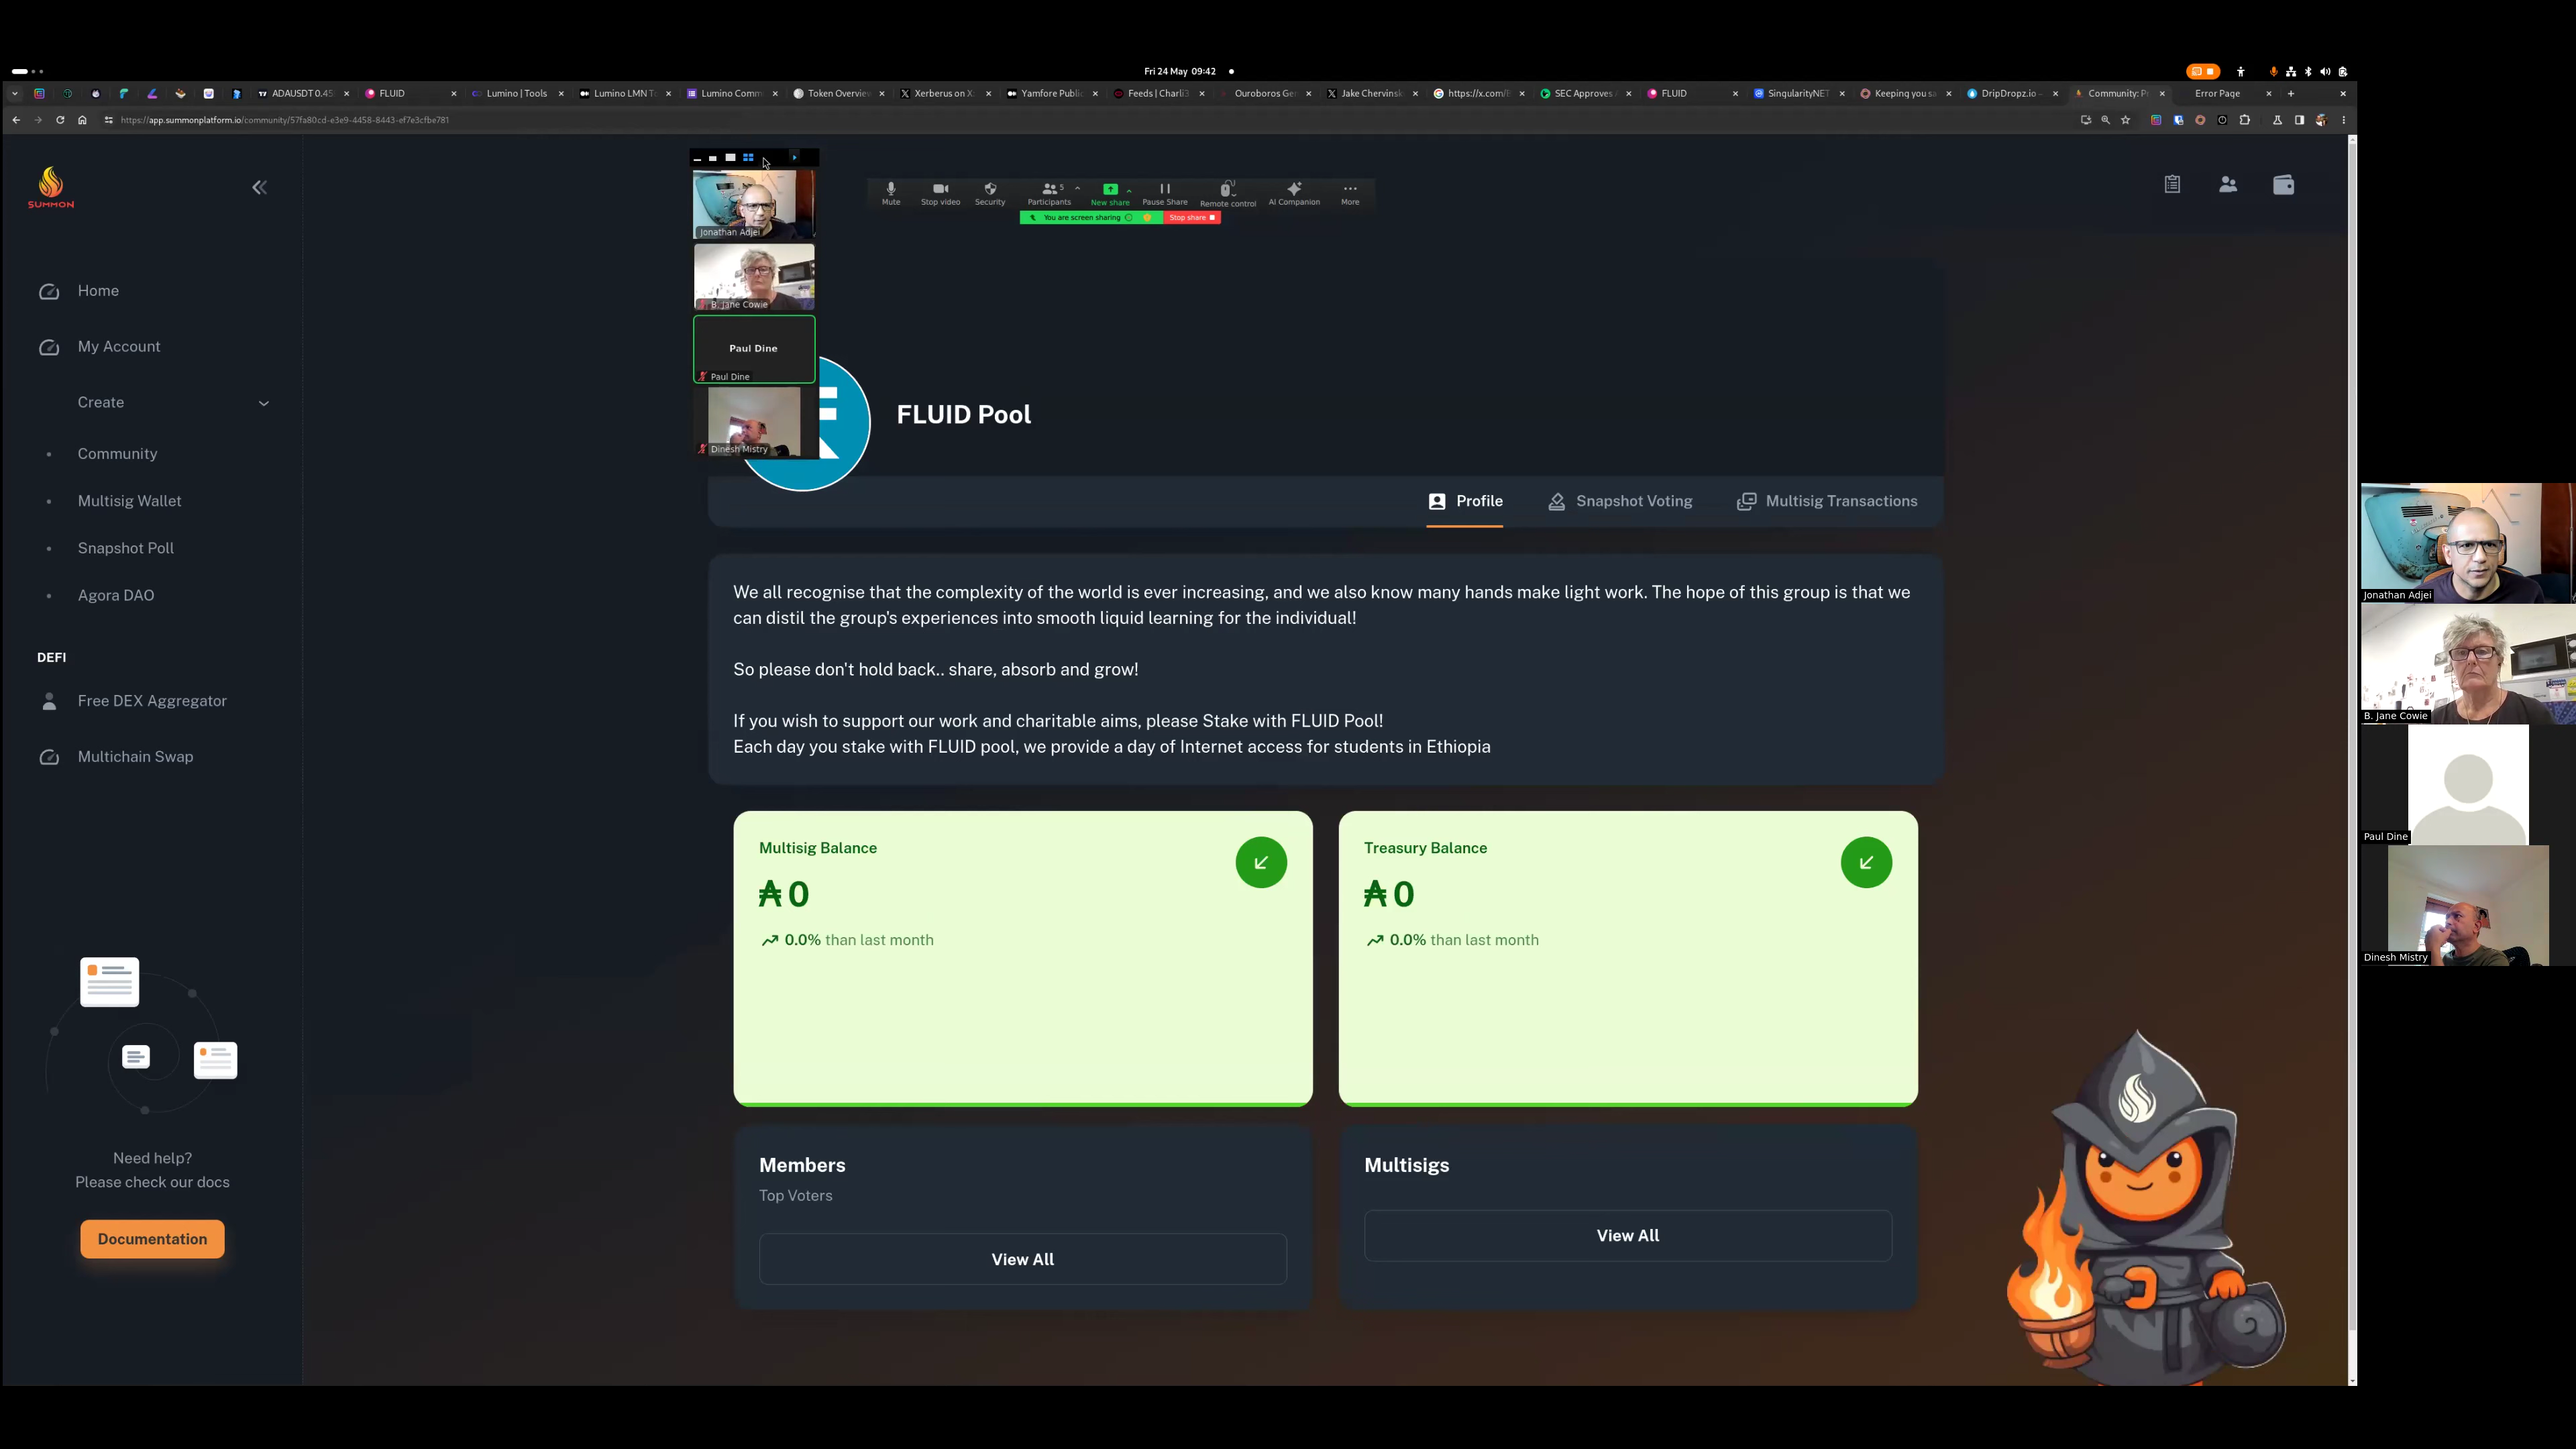 Fri 24 May 09:42
ADAUSDT 0.45
FLUID
Lumino | Tools
Lumino LMN T
Lumino Comm
Token Overview
Xerberus on X
Yamfore Public
Feeds | Charli3
Ouroboros Gen
Jake Chervinsk
https://x.com/
SEC Approves
FLUID
SingularityNET
Keeping you sa
DripDropz.io –
Community: P
Error Page
https://app.summonplatform.io/community/57fa80cd-e3e9-4458-8443-ef7e3cfbe781
SUMMON
Home
My Account
Create
Community
Multisig Wallet
Snapshot Poll
Agora DAO
DEFI
Free DEX Aggregator
Multichain Swap
Need help?
Please check our docs
Documentation
Jonathan Adjei
B. Jane Cowie
Paul Dine
Paul Dine
Dinesh Mistry
Mute
Stop video
Security
5
Participants
New share
Pause Share
Remote control
AI Companion
More
You are screen sharing
Stop share
FLUID Pool
Profile
Snapshot Voting
Multisig Transactions
We all recognise that the complexity of the world is ever increasing, and we also know many hands make light work. The hope of this group is that we
can distil the group's experiences into smooth liquid learning for the individual!
So please don't hold back.. share, absorb and grow!
If you wish to support our work and charitable aims, please Stake with FLUID Pool!
Each day you stake with FLUID pool, we provide a day of Internet access for students in Ethiopia
Multisig Balance
₳ 0
0.0% than last month
Treasury Balance
₳ 0
0.0% than last month
Members
Top Voters
View All
Multisigs
View All
Jonathan Adjei
B. Jane Cowie
Paul Dine
Dinesh Mistry